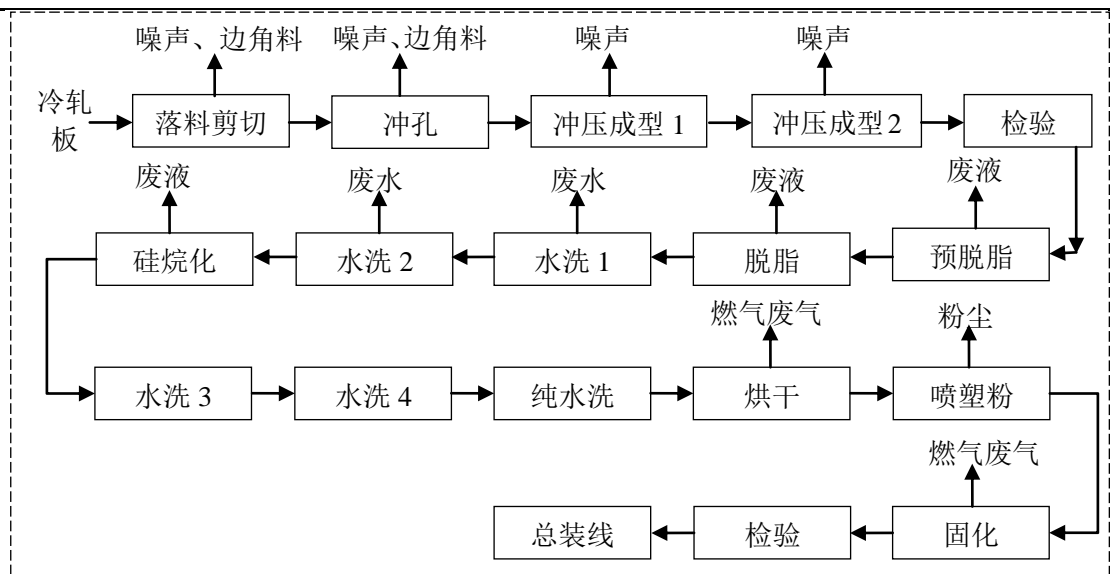 噪声、边角料
噪声、边角料
噪声
噪声
冷轧
板
落料剪切
冲孔
冲压成型 1
冲压成型 2
检验
废液
废水
废水
废液
废液
硅烷化
水洗 2
水洗 1
脱脂
预脱脂
燃气废气
粉尘
水洗 3
水洗 4
纯水洗
烘干
喷塑粉
燃气废气
总装线
检验
固化